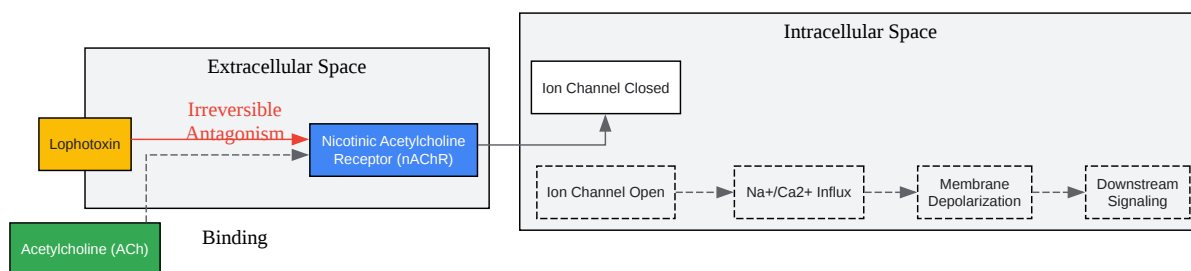 Intracellular Space
Extracellular Space
Ion Channel Closed
Irreversible
Antagonism
Lophotoxin
Nicotinic Acetylcholine
Receptor (nAChR)
Ion Channel Open
Na+/Ca2+ Influx
Membrane
Depolarization
Downstream
Signaling
Acetylcholine (ACh)
Binding